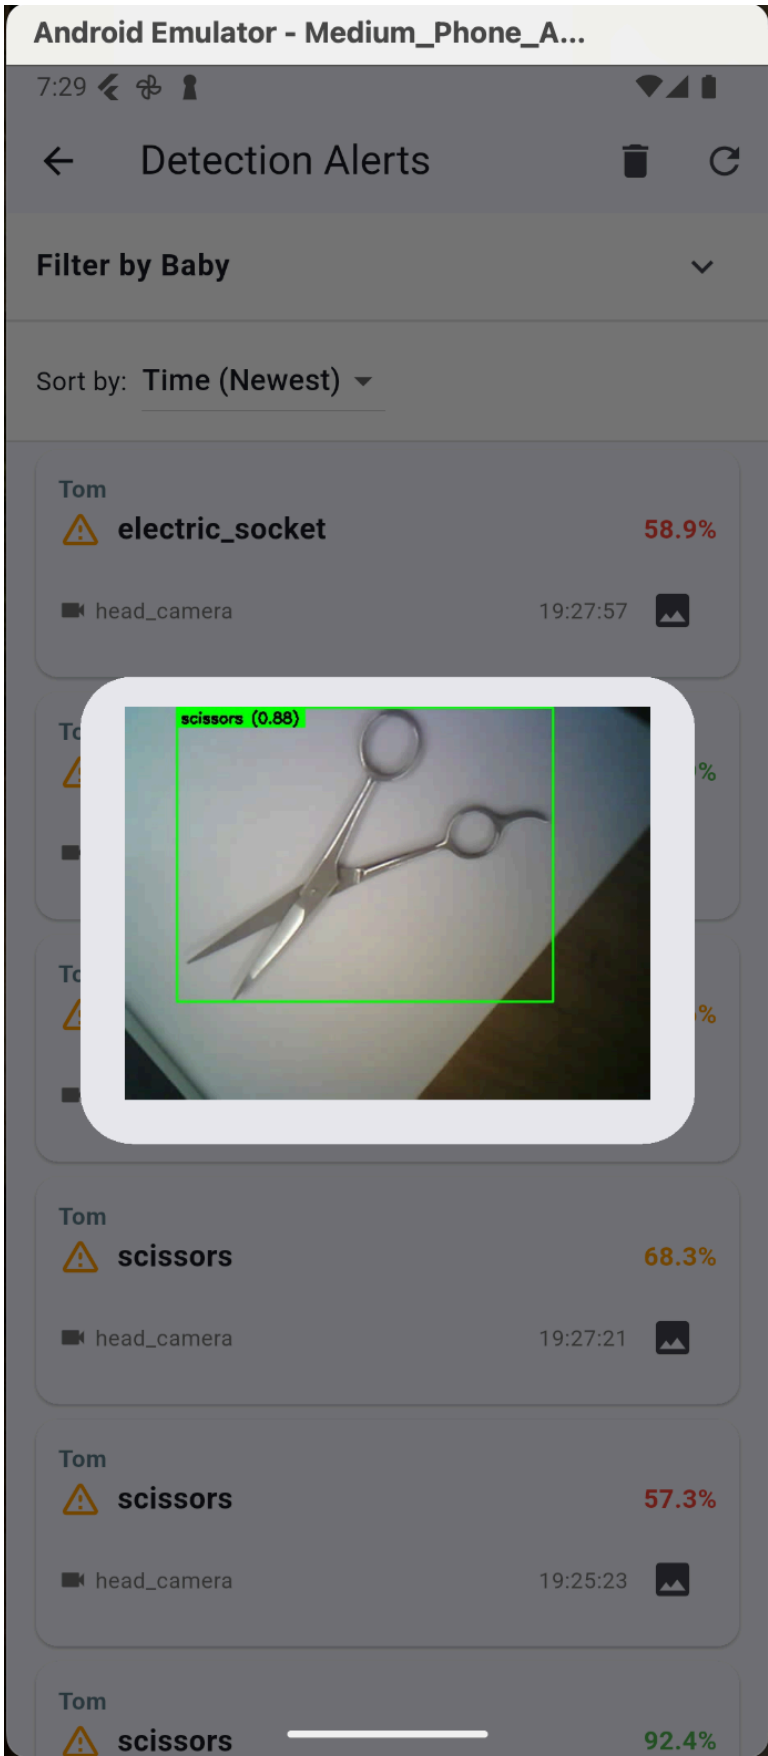 Android Emulator - Medium_Phone_A...
7:29
Detection Alerts
Filter by Baby
Sort by: Time (Newest)
Tom
electric_socket 58.9%
head_camera 19:27:57
scissors (0.88)
Tom
scissors 68.3%
head_camera 19:27:21
Tom
scissors 57.3%
head_camera 19:25:23
Tom
scissors 92.4%